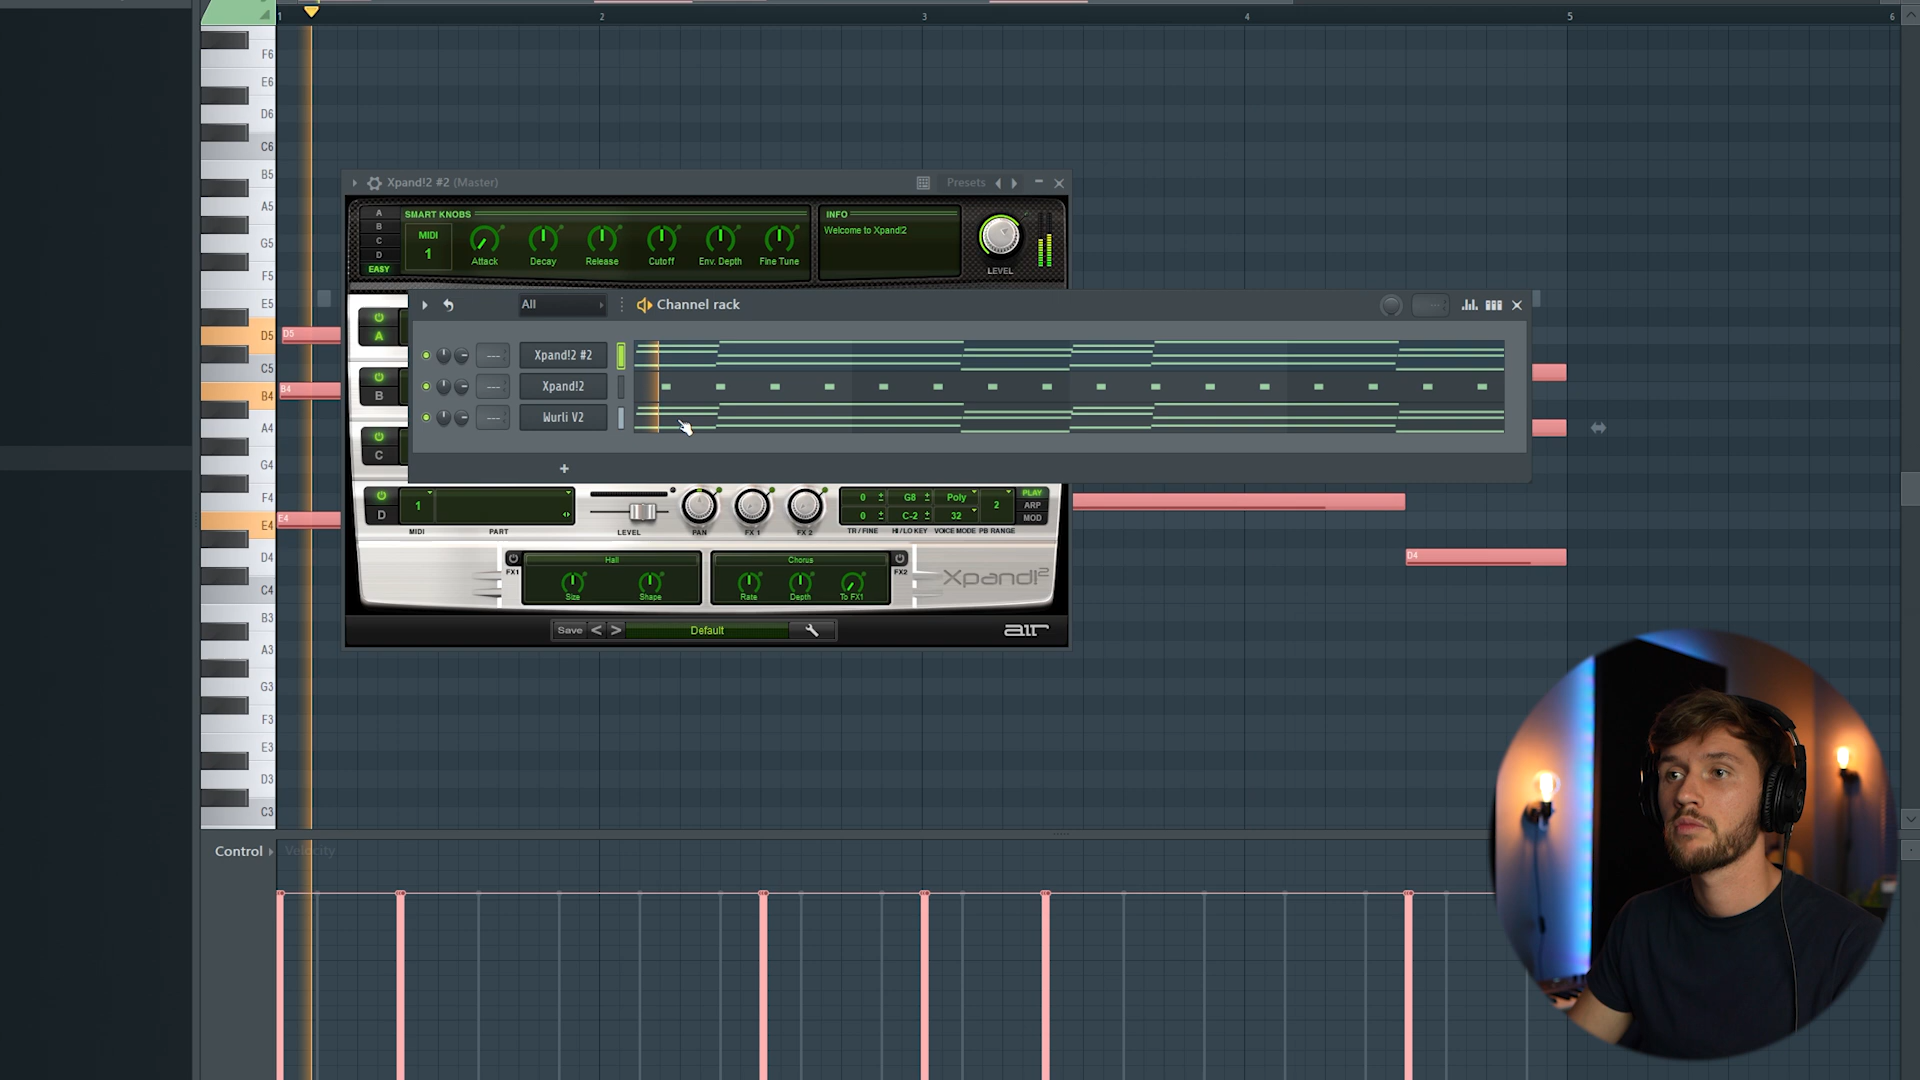 1 2 3 4 5 6
F6
E6
D6
C6
B5
A5
G5
F5
E5
D5
C5
B4
A4
G4
F4
E4
D4
C4
B3
A3
G3
F3
E3
D3
C3
D5
B4
E4
D4
Xpand!2 #2 (Master)
Presets
A
B
C
D
EASY
SMART KNOBS
MIDI
1
Attack Decay Release Cutoff Env. Depth Fine Tune
INFO
Welcome to Xpand!2
LEVEL
All
Channel rack
Xpand!2 #2
Xpand!2
Wurli V2
+
A
B
C
D
1
MIDI PART LEVEL PAN FX 1 FX 2
0 ± G8 ± Poly
0 ± C-2 ± 32
2
PLAY
ARP
MOD
TR / FINE HI / LO KEY VOICE MODE PB RANGE
FX1
Hall
Size Shape
Chorus
Rate Depth To FX1
FX2
Xpand!2
Save < > Default
air
Control Velocity